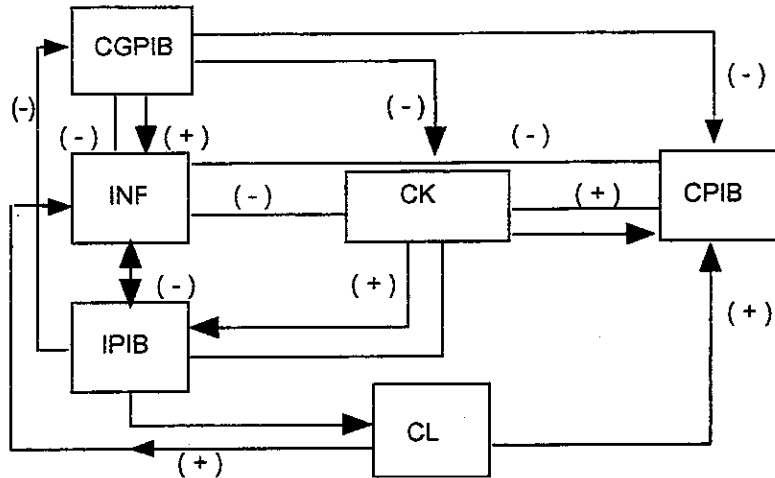 CGPIB
(-)
(-)
(-)
(-)
(+)
(-)
INF
(-)
CK
(+)
CPIB
(-)
(+)
(+)
IPIB
CL
(+)